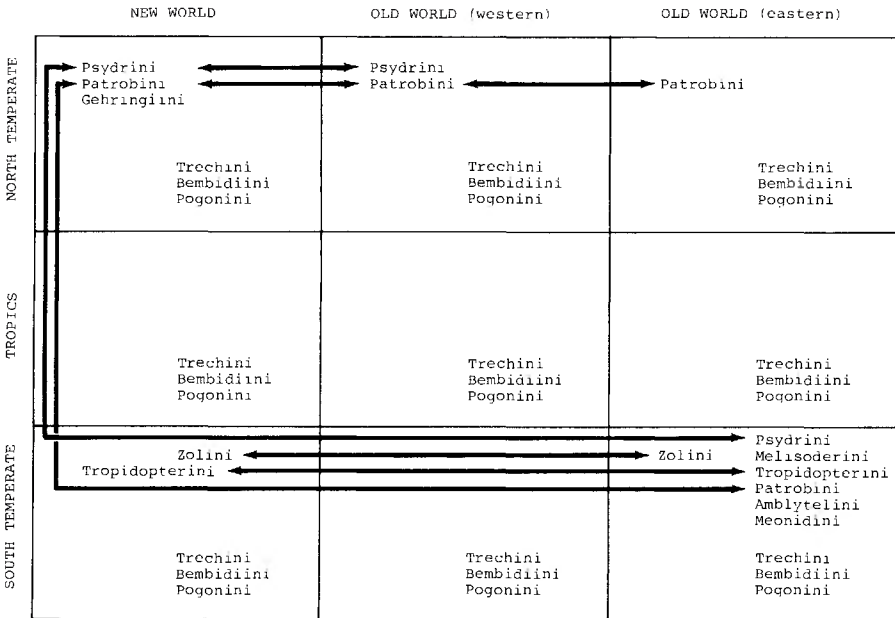 NEW WORLD OLD WORLD (western) OLD WORLD (eastern)
NORTH TEMPERATE
Psydrini Psydrini
Patrobini Patrobini Patrobini
Gehringiini
Trechini Trechini Trechini
Bembidiini Bembidiini Bembidiini
Pogonini Pogonini Pogonini
TROPICS
Trechini Trechini Trechini
Bembidiini Bembidiini Bembidiini
Pogonini Pogonini Pogonini
SOUTH TEMPERATE
Psydrini
Zolini Zolini Melisoderini
Tropidopterini Tropidopterini
Patrobini
Amblytelini
Meonidini
Trechini Trechini Trechini
Bembidiini Bembidiini Bembidiini
Pogonini Pogonini Pogonini